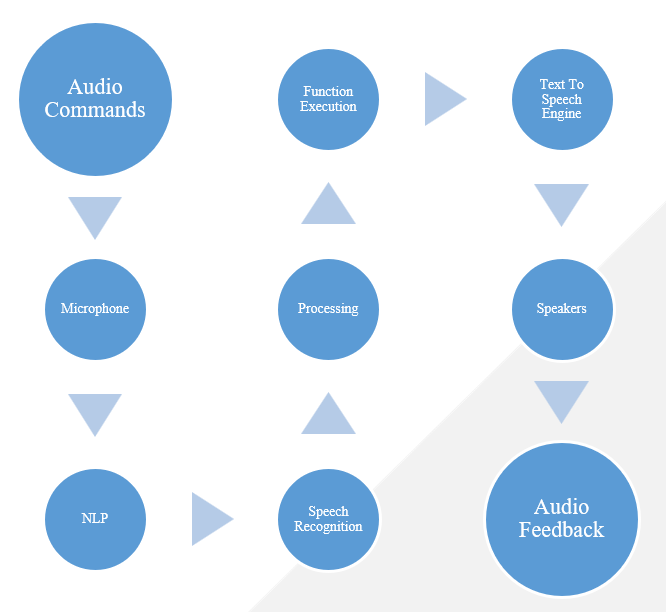 Audio
Commands
Microphone
NLP
Speech
Recognition
Processing
Function
Execution
Text To
Speech
Engine
Speakers
Audio
Feedback